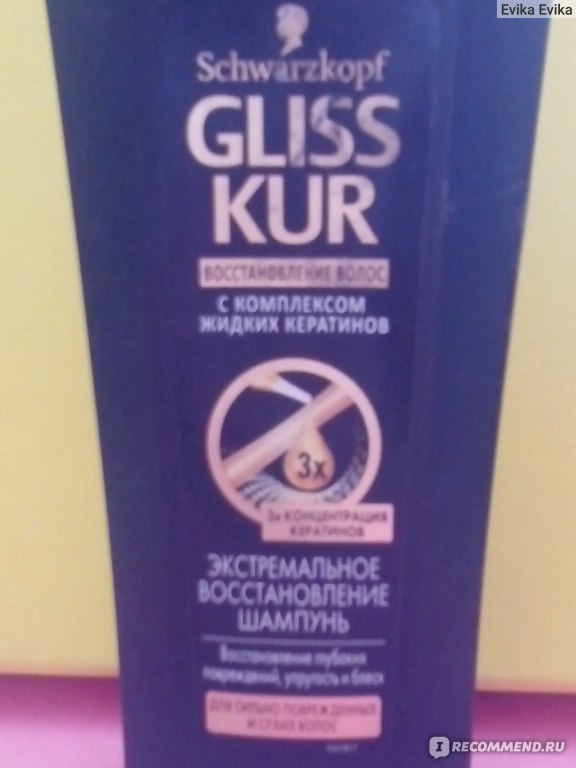 Evika Evika
Schwarzkopf
GLISS
KUR
ВОССТАНОВЛЕНИЕ ВОЛОС
С КОМПЛЕКСОМ
ЖИДКИХ КЕРАТИНОВ
3x
3x КОНЦЕНТРАЦИЯ
КЕРАТИНОВ
ЭКСТРЕМАЛЬНОЕ
ВОССТАНОВЛЕНИЕ
ШАМПУНЬ
Восстановление глубоких
повреждений, упругость и блеск
ДЛЯ СИЛЬНО ПОВРЕЖДЕННЫХ
И СУХИХ ВОЛОС
IRECOMMEND.RU